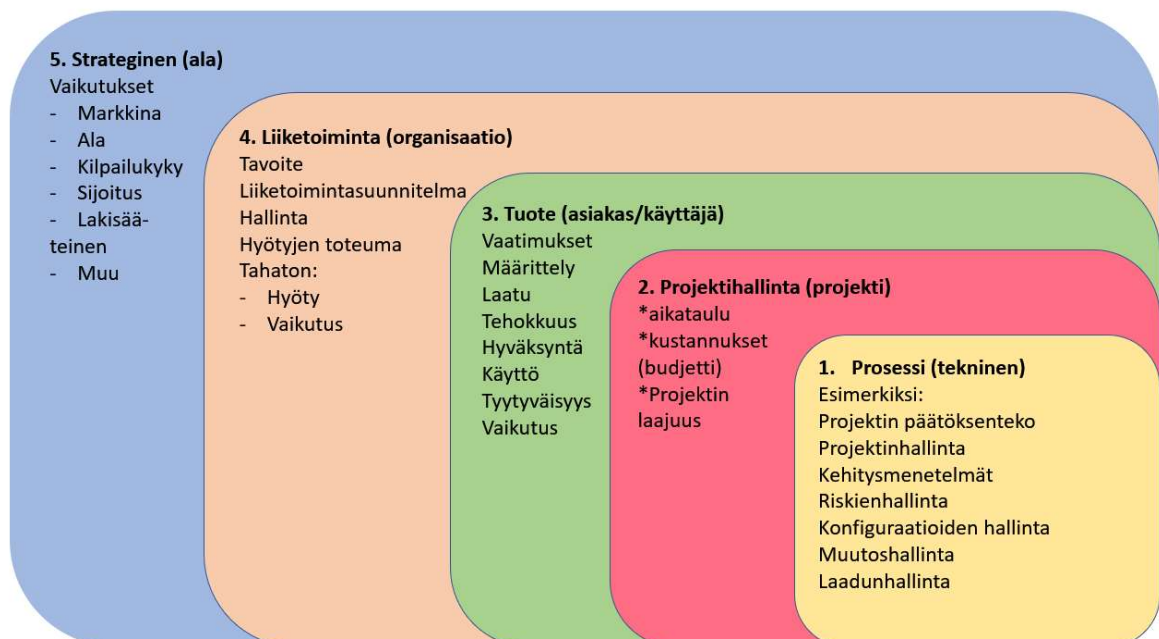 5. Strateginen (ala)
Vaikutukset
- Markkina
- Ala
- Kilpailukyky
- Sijoitus
- Lakisää-
teinen
- Muu
4. Liiketoiminta (organisaatio)
Tavoite
Liiketoimintasuunnitelma
Hallinta
Hyötyjen toteuma
Tahaton:
- Hyöty
- Vaikutus
3. Tuote (asiakas/käyttäjä)
Vaatimukset
Määrittely
Laatu
Tehokkuus
Hyväksyntä
Käyttö
Tyytyväisyys
Vaikutus
2. Projektihallinta (projekti)
*aikataulu
*kustannukset
(budjetti)
*Projektin
laajuus
1. Prosessi (tekninen)
Esimerkiksi:
Projektin päätöksenteko
Projektinhallinta
Kehitysmenetelmät
Riskienhallinta
Konfiguraatioiden hallinta
Muutoshallinta
Laadunhallinta